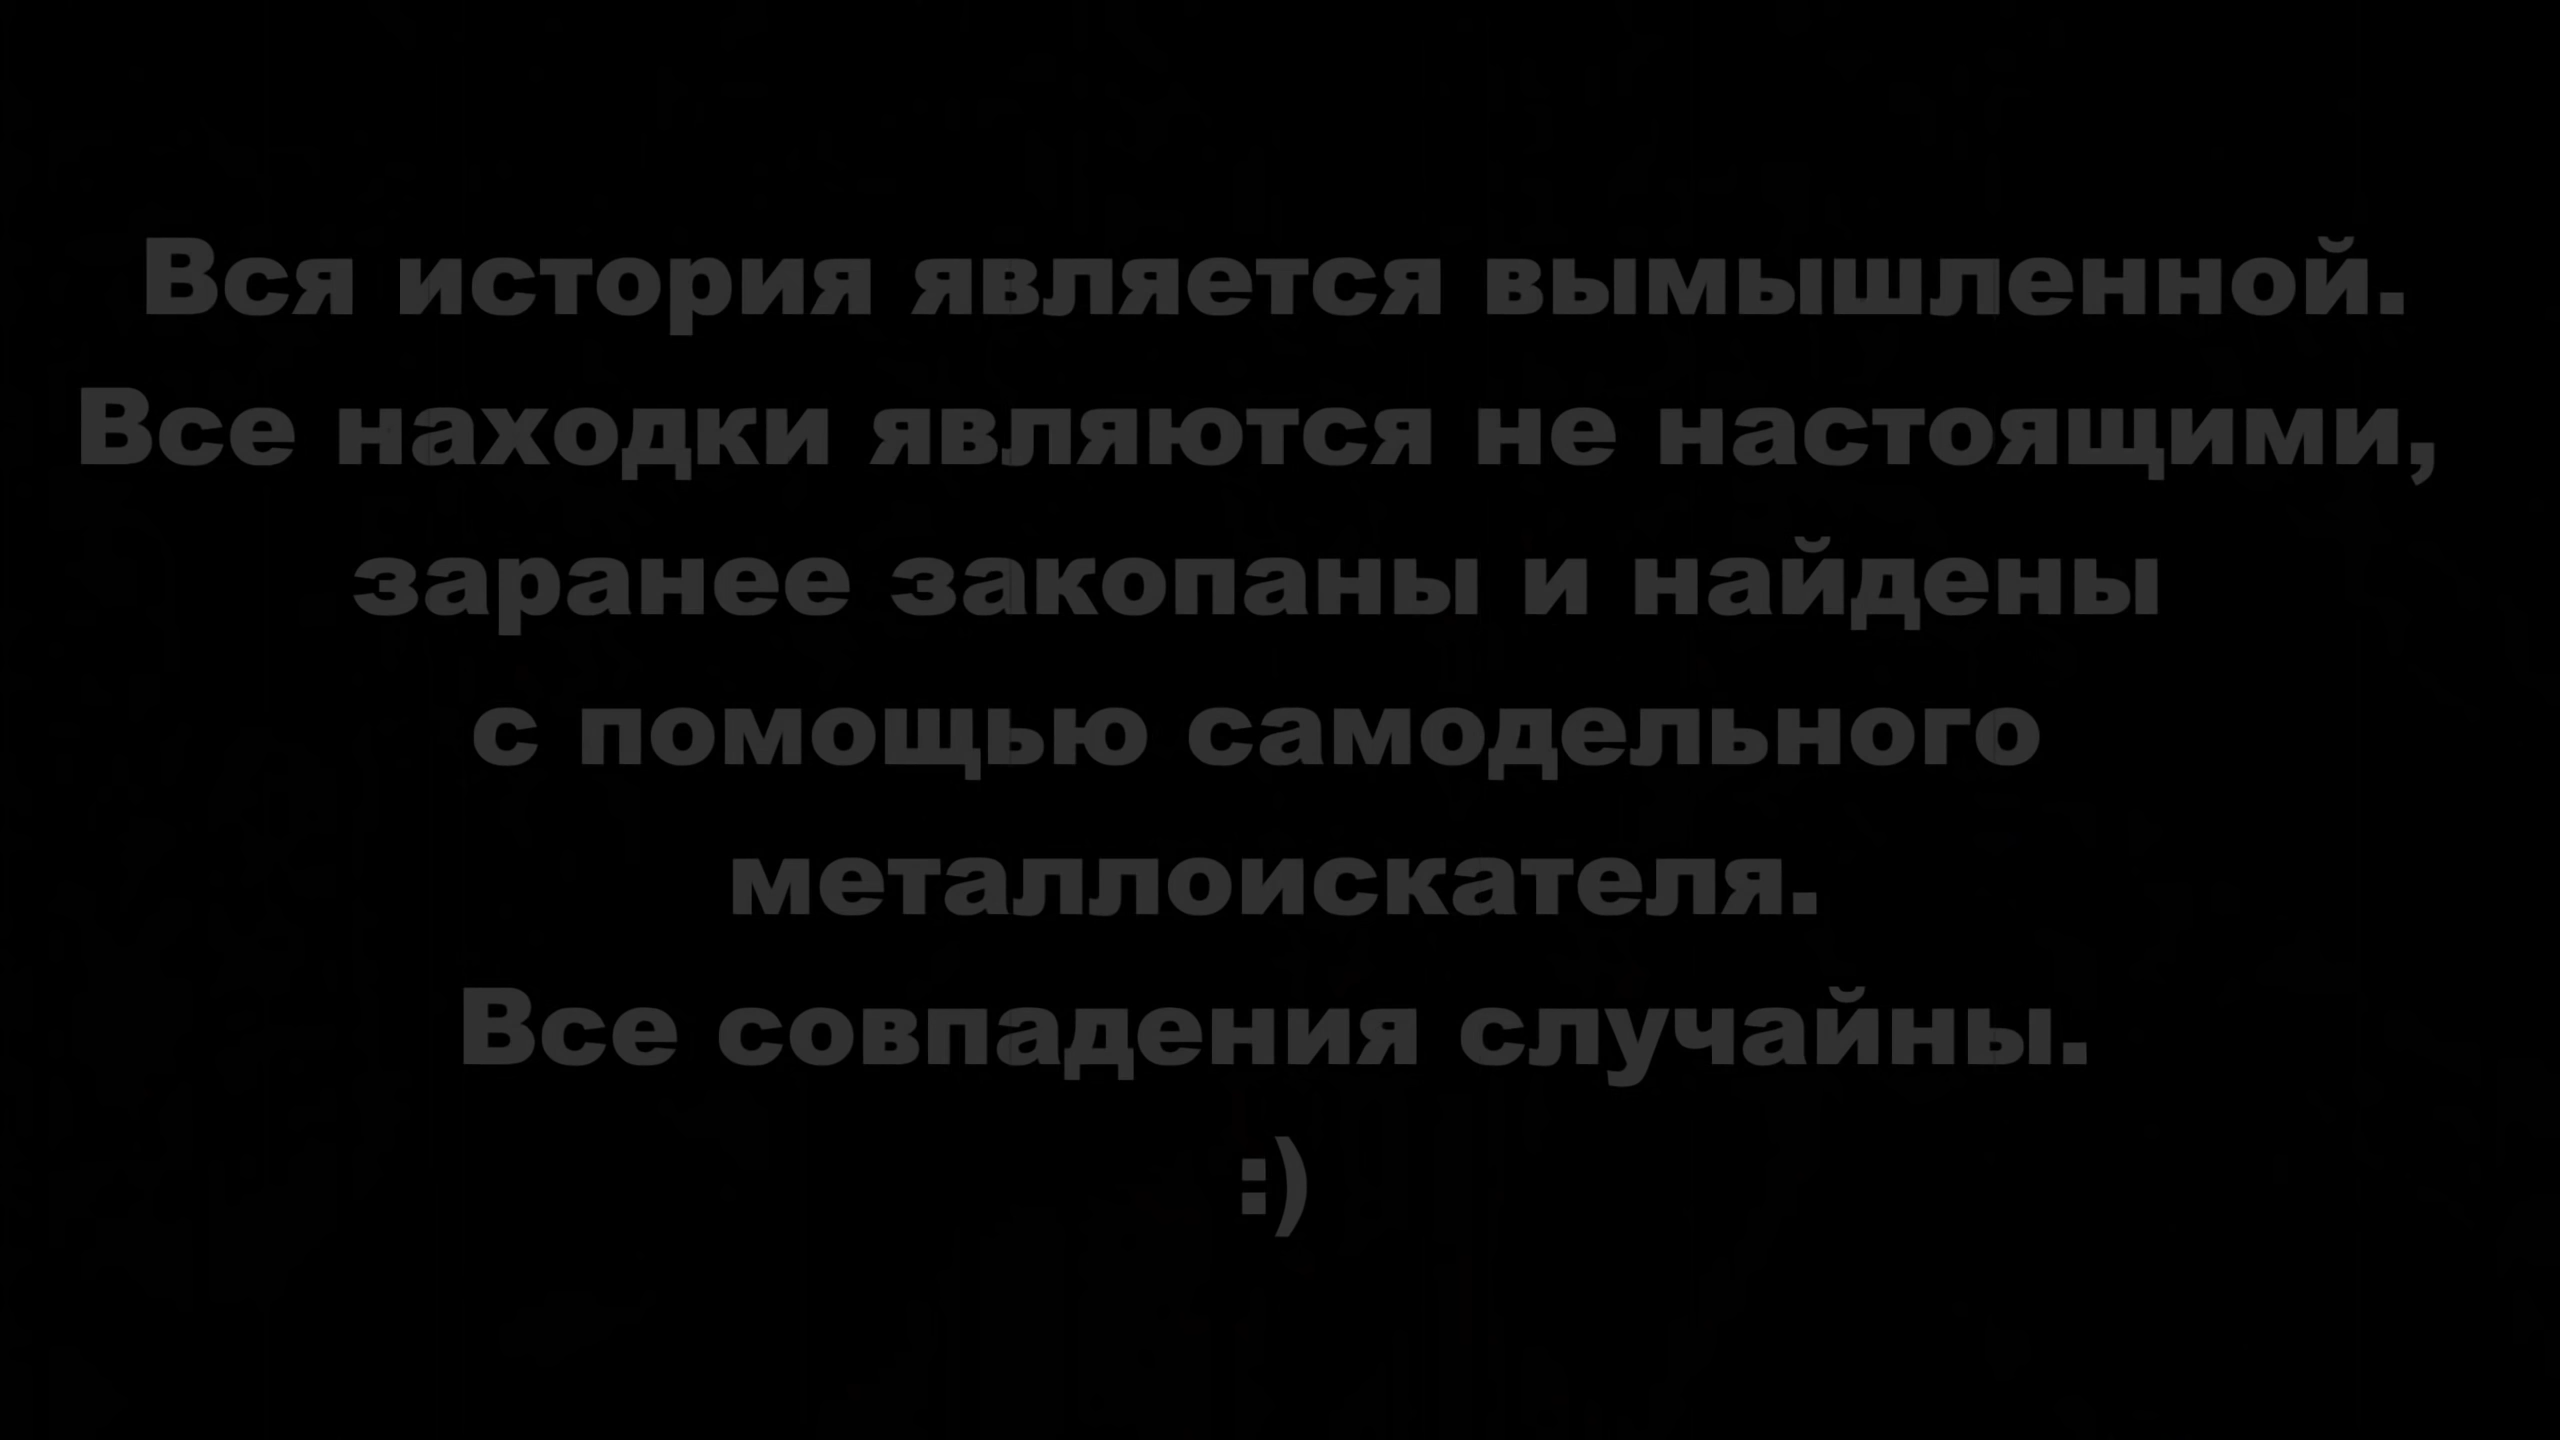 Вся история является вымышленной.
Все находки являются не настоящими,
заранее закопаны и найдены
с помощью самодельного
металлоискателя.
Все совпадения случайны.
:)